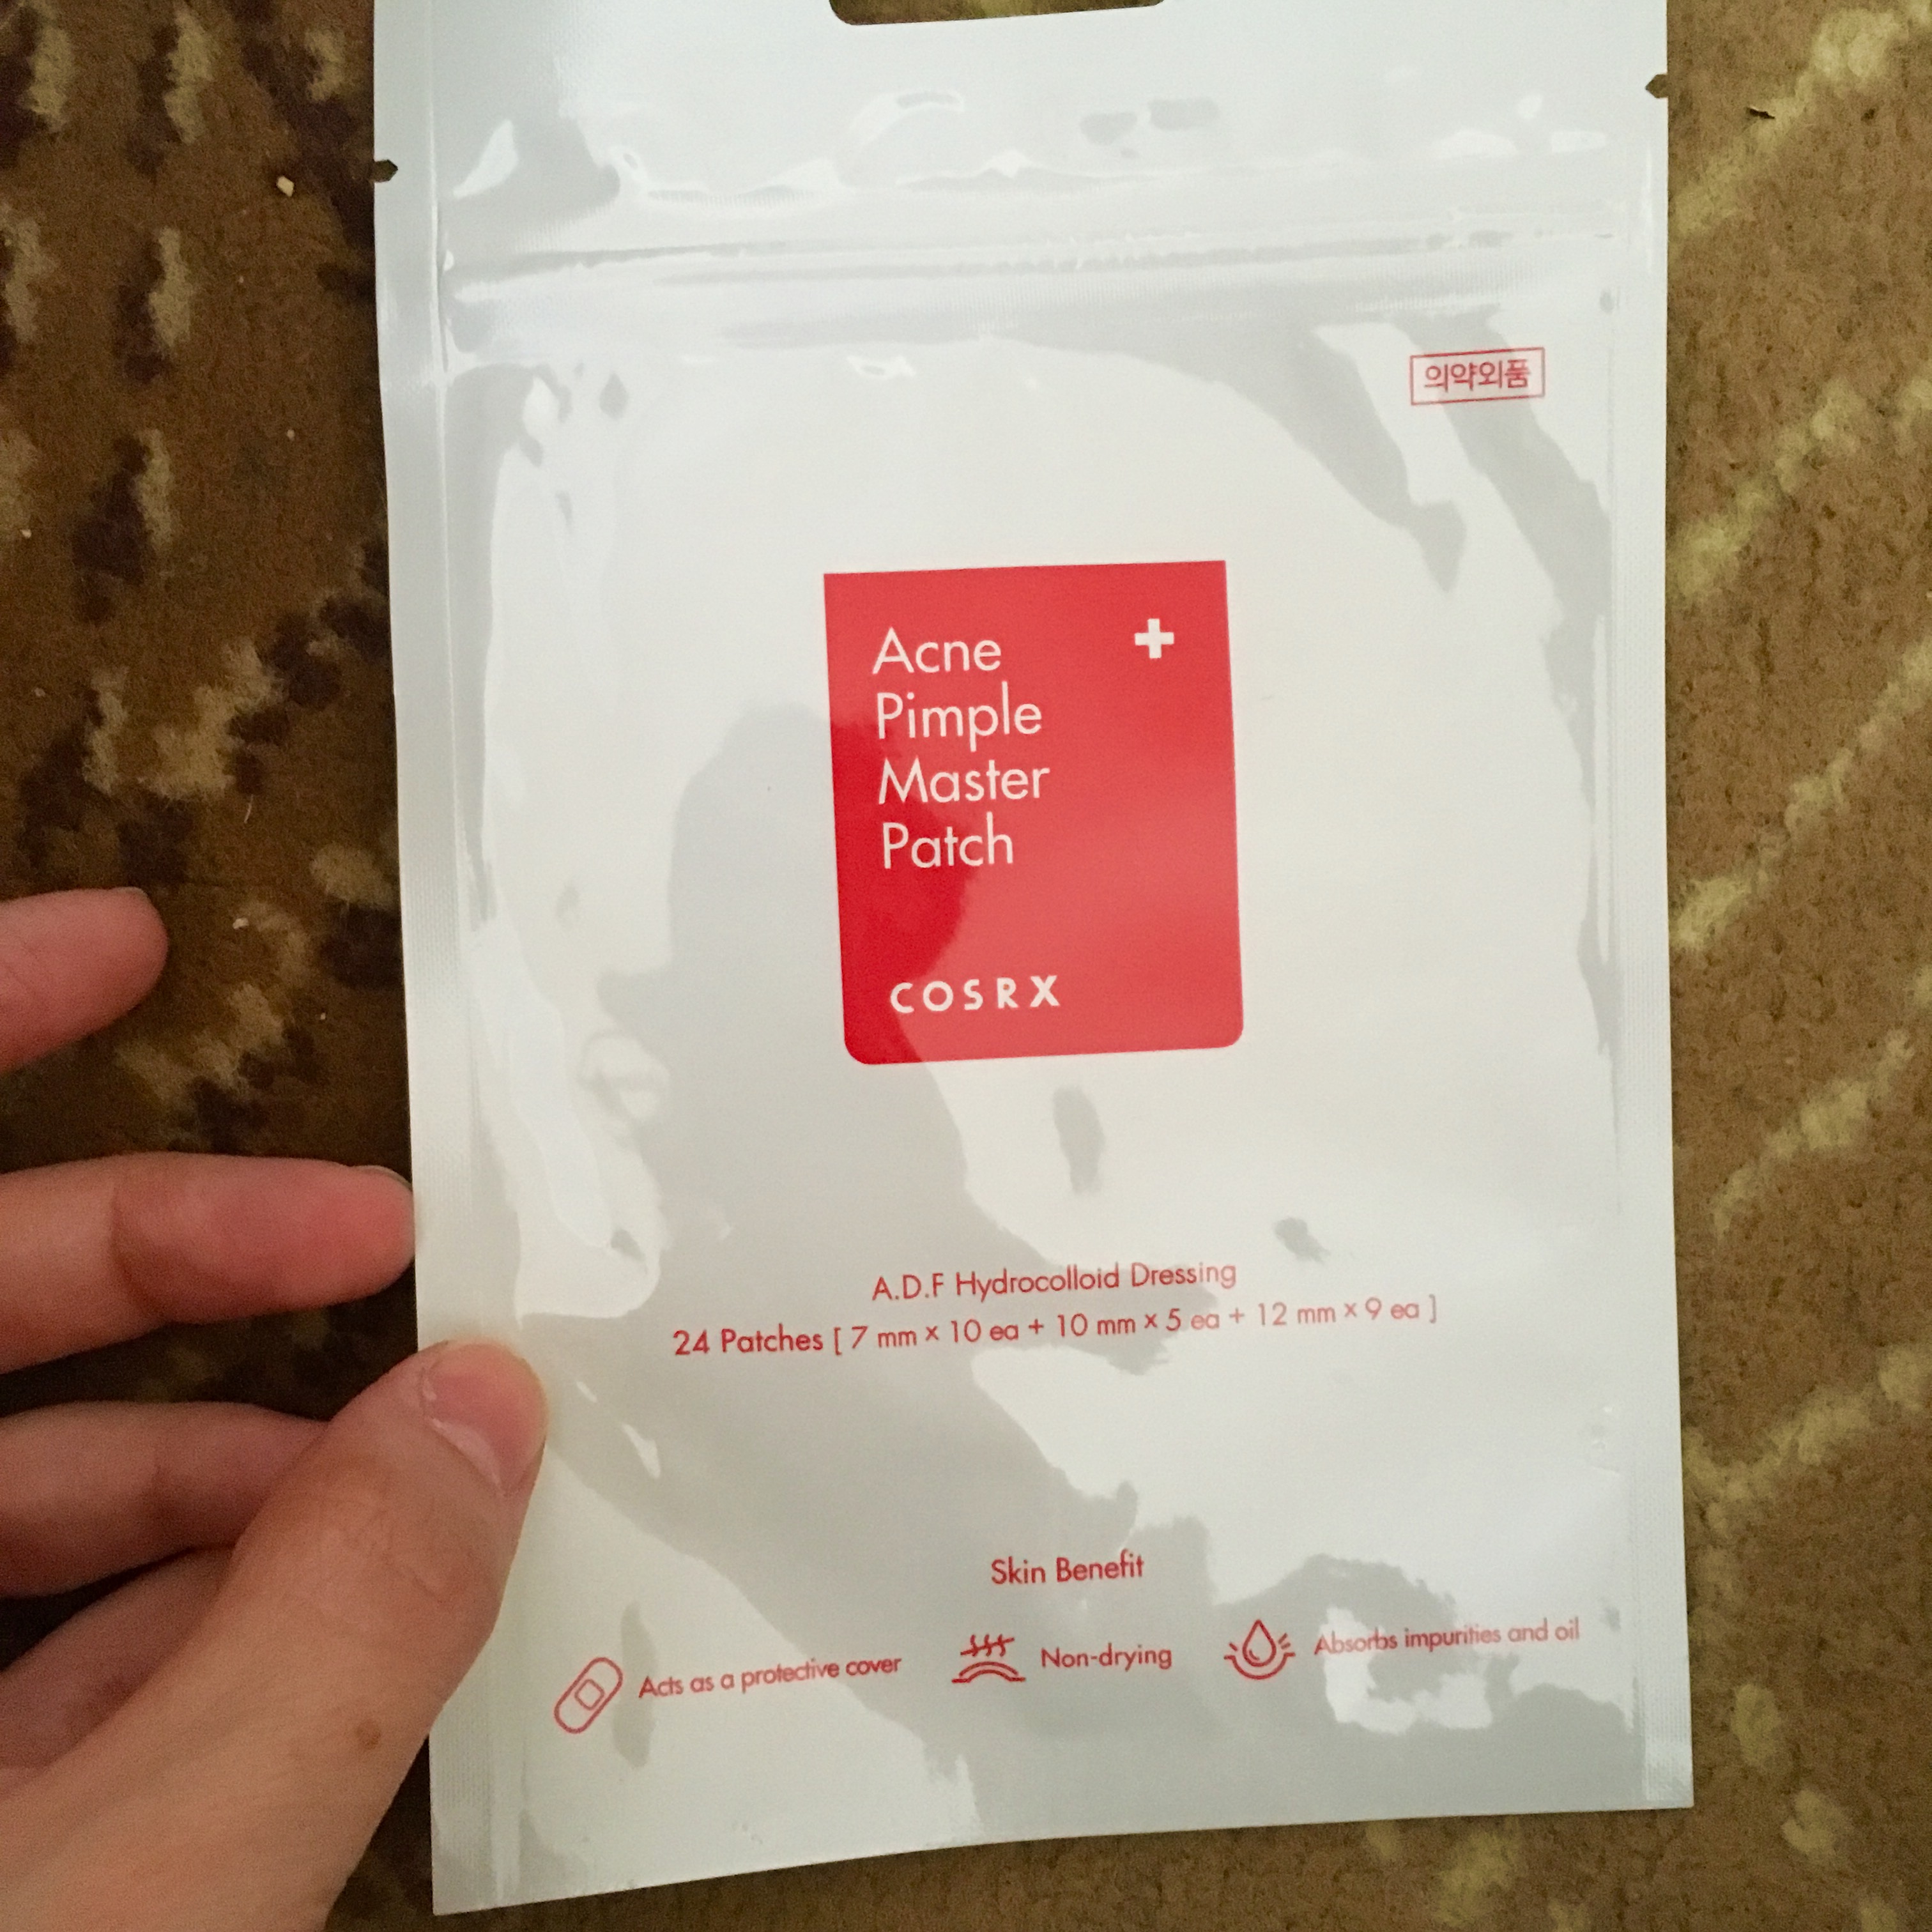 의약외품
Acne
Pimple
Master
Patch
COSRX
A.D.F Hydrocolloid Dressing
24 Patches [ 7 mm × 10 ea + 10 mm × 5 ea + 12 mm × 9 ea ]
Skin Benefit
Acts as a protective cover Non-drying Absorbs impurities and oil